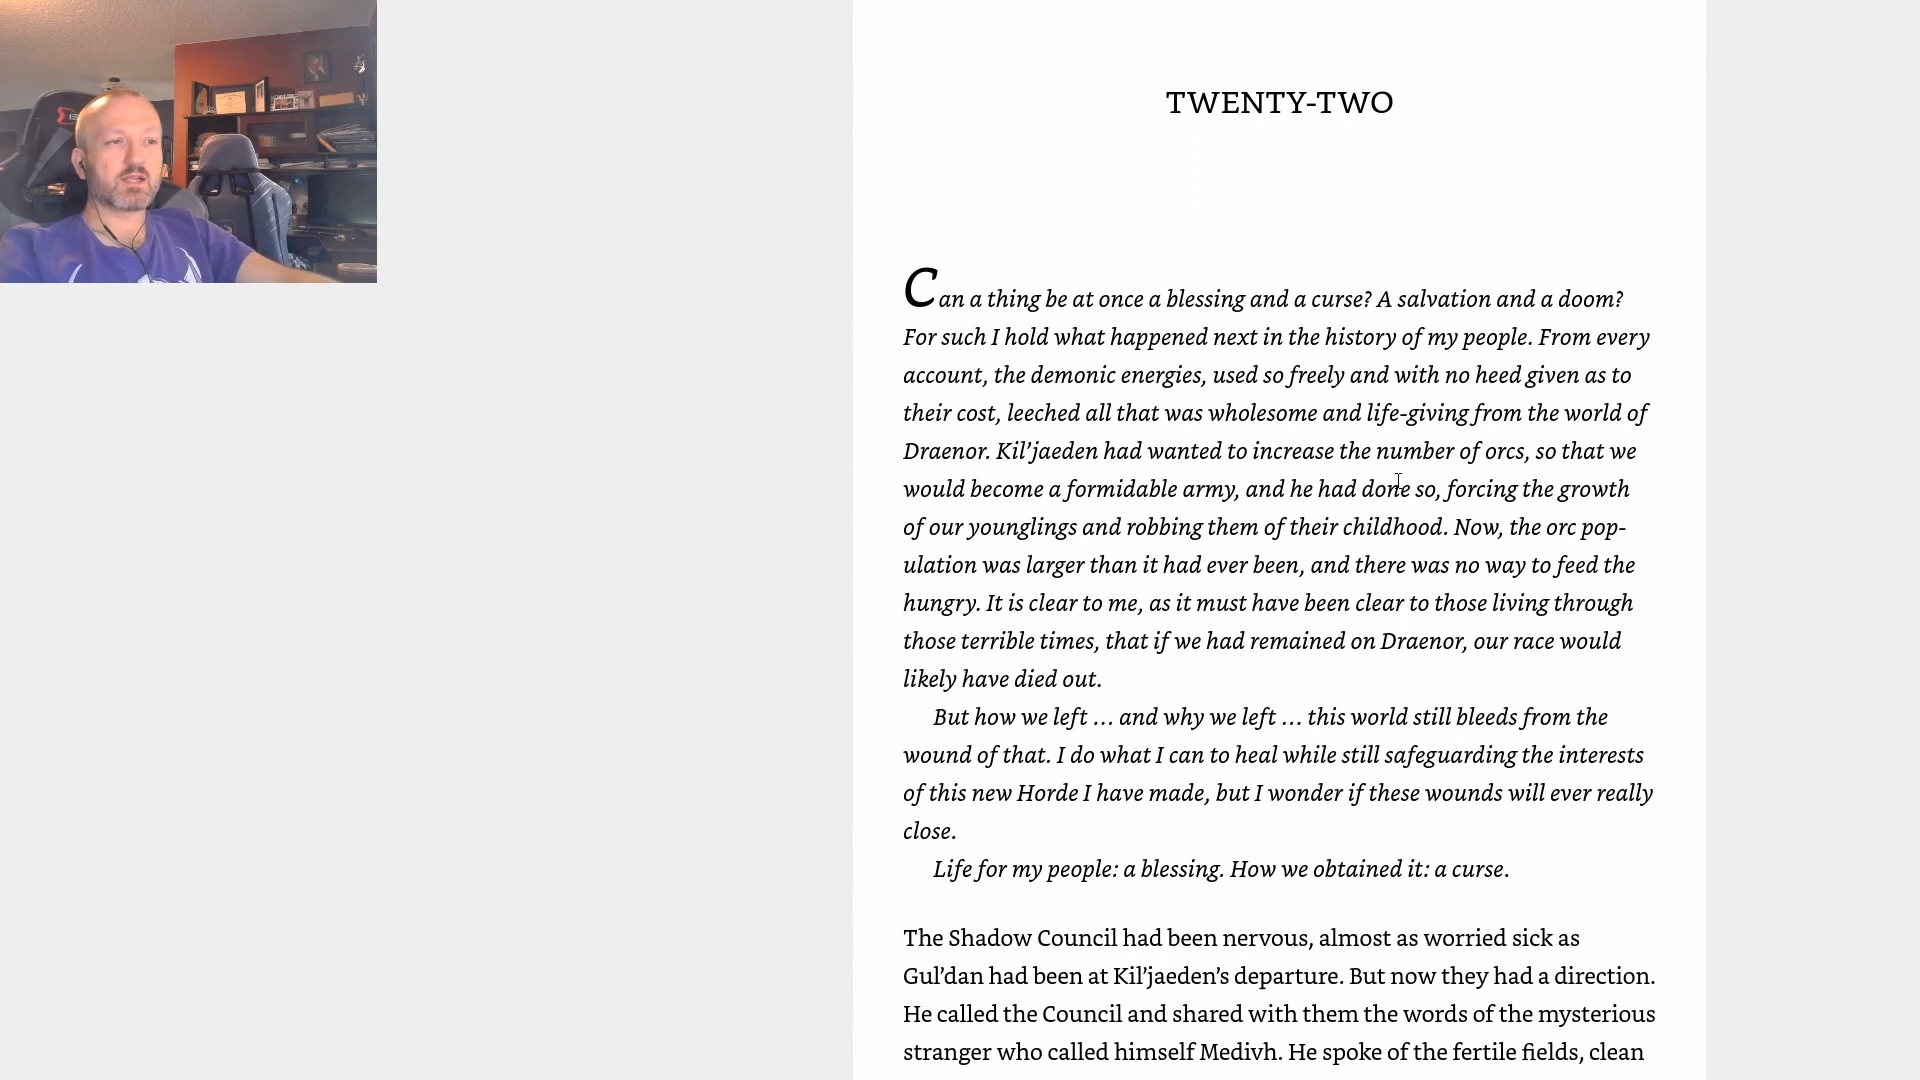 TWENTY-TWO
Can a thing be at once a blessing and a curse? A salvation and a doom?
For such I hold what happened next in the history of my people. From every
account, the demonic energies, used so freely and with no heed given as to
their cost, leeched all that was wholesome and life-giving from the world of
Draenor. Kil’jaeden had wanted to increase the number of orcs, so that we
would become a formidable army, and he had done so, forcing the growth
of our younglings and robbing them of their childhood. Now, the orc pop-
ulation was larger than it had ever been, and there was no way to feed the
hungry. It is clear to me, as it must have been clear to those living through
those terrible times, that if we had remained on Draenor, our race would
likely have died out.
But how we left … and why we left … this world still bleeds from the
wound of that. I do what I can to heal while still safeguarding the interests
of this new Horde I have made, but I wonder if these wounds will ever really
close.
Life for my people: a blessing. How we obtained it: a curse.
The Shadow Council had been nervous, almost as worried sick as
Gul’dan had been at Kil’jaeden’s departure. But now they had a direction.
He called the Council and shared with them the words of the mysterious
stranger who called himself Medivh. He spoke of the fertile fields, clean